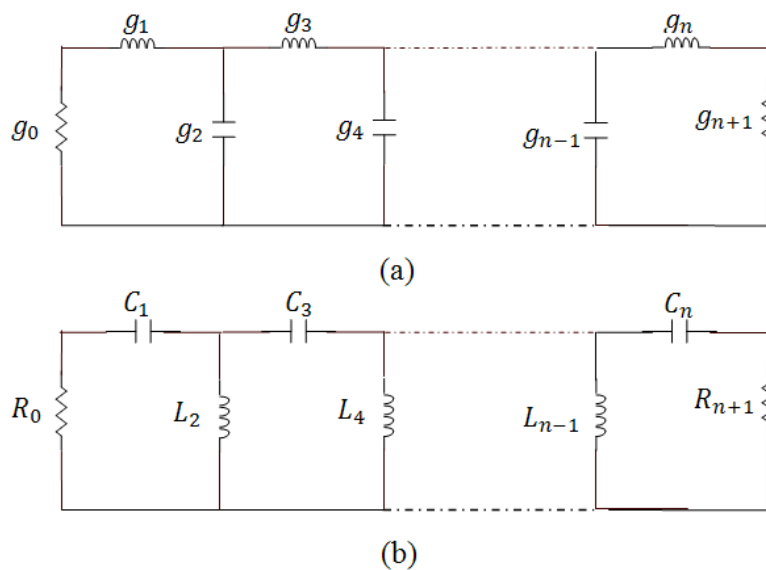 g₁ g₃ gₙ
g₀ g₂ g₄ gₙ₋₁ gₙ₊₁
(a)
C₁ C₃ Cₙ
R₀ L₂ L₄ Lₙ₋₁ Rₙ₊₁
(b)